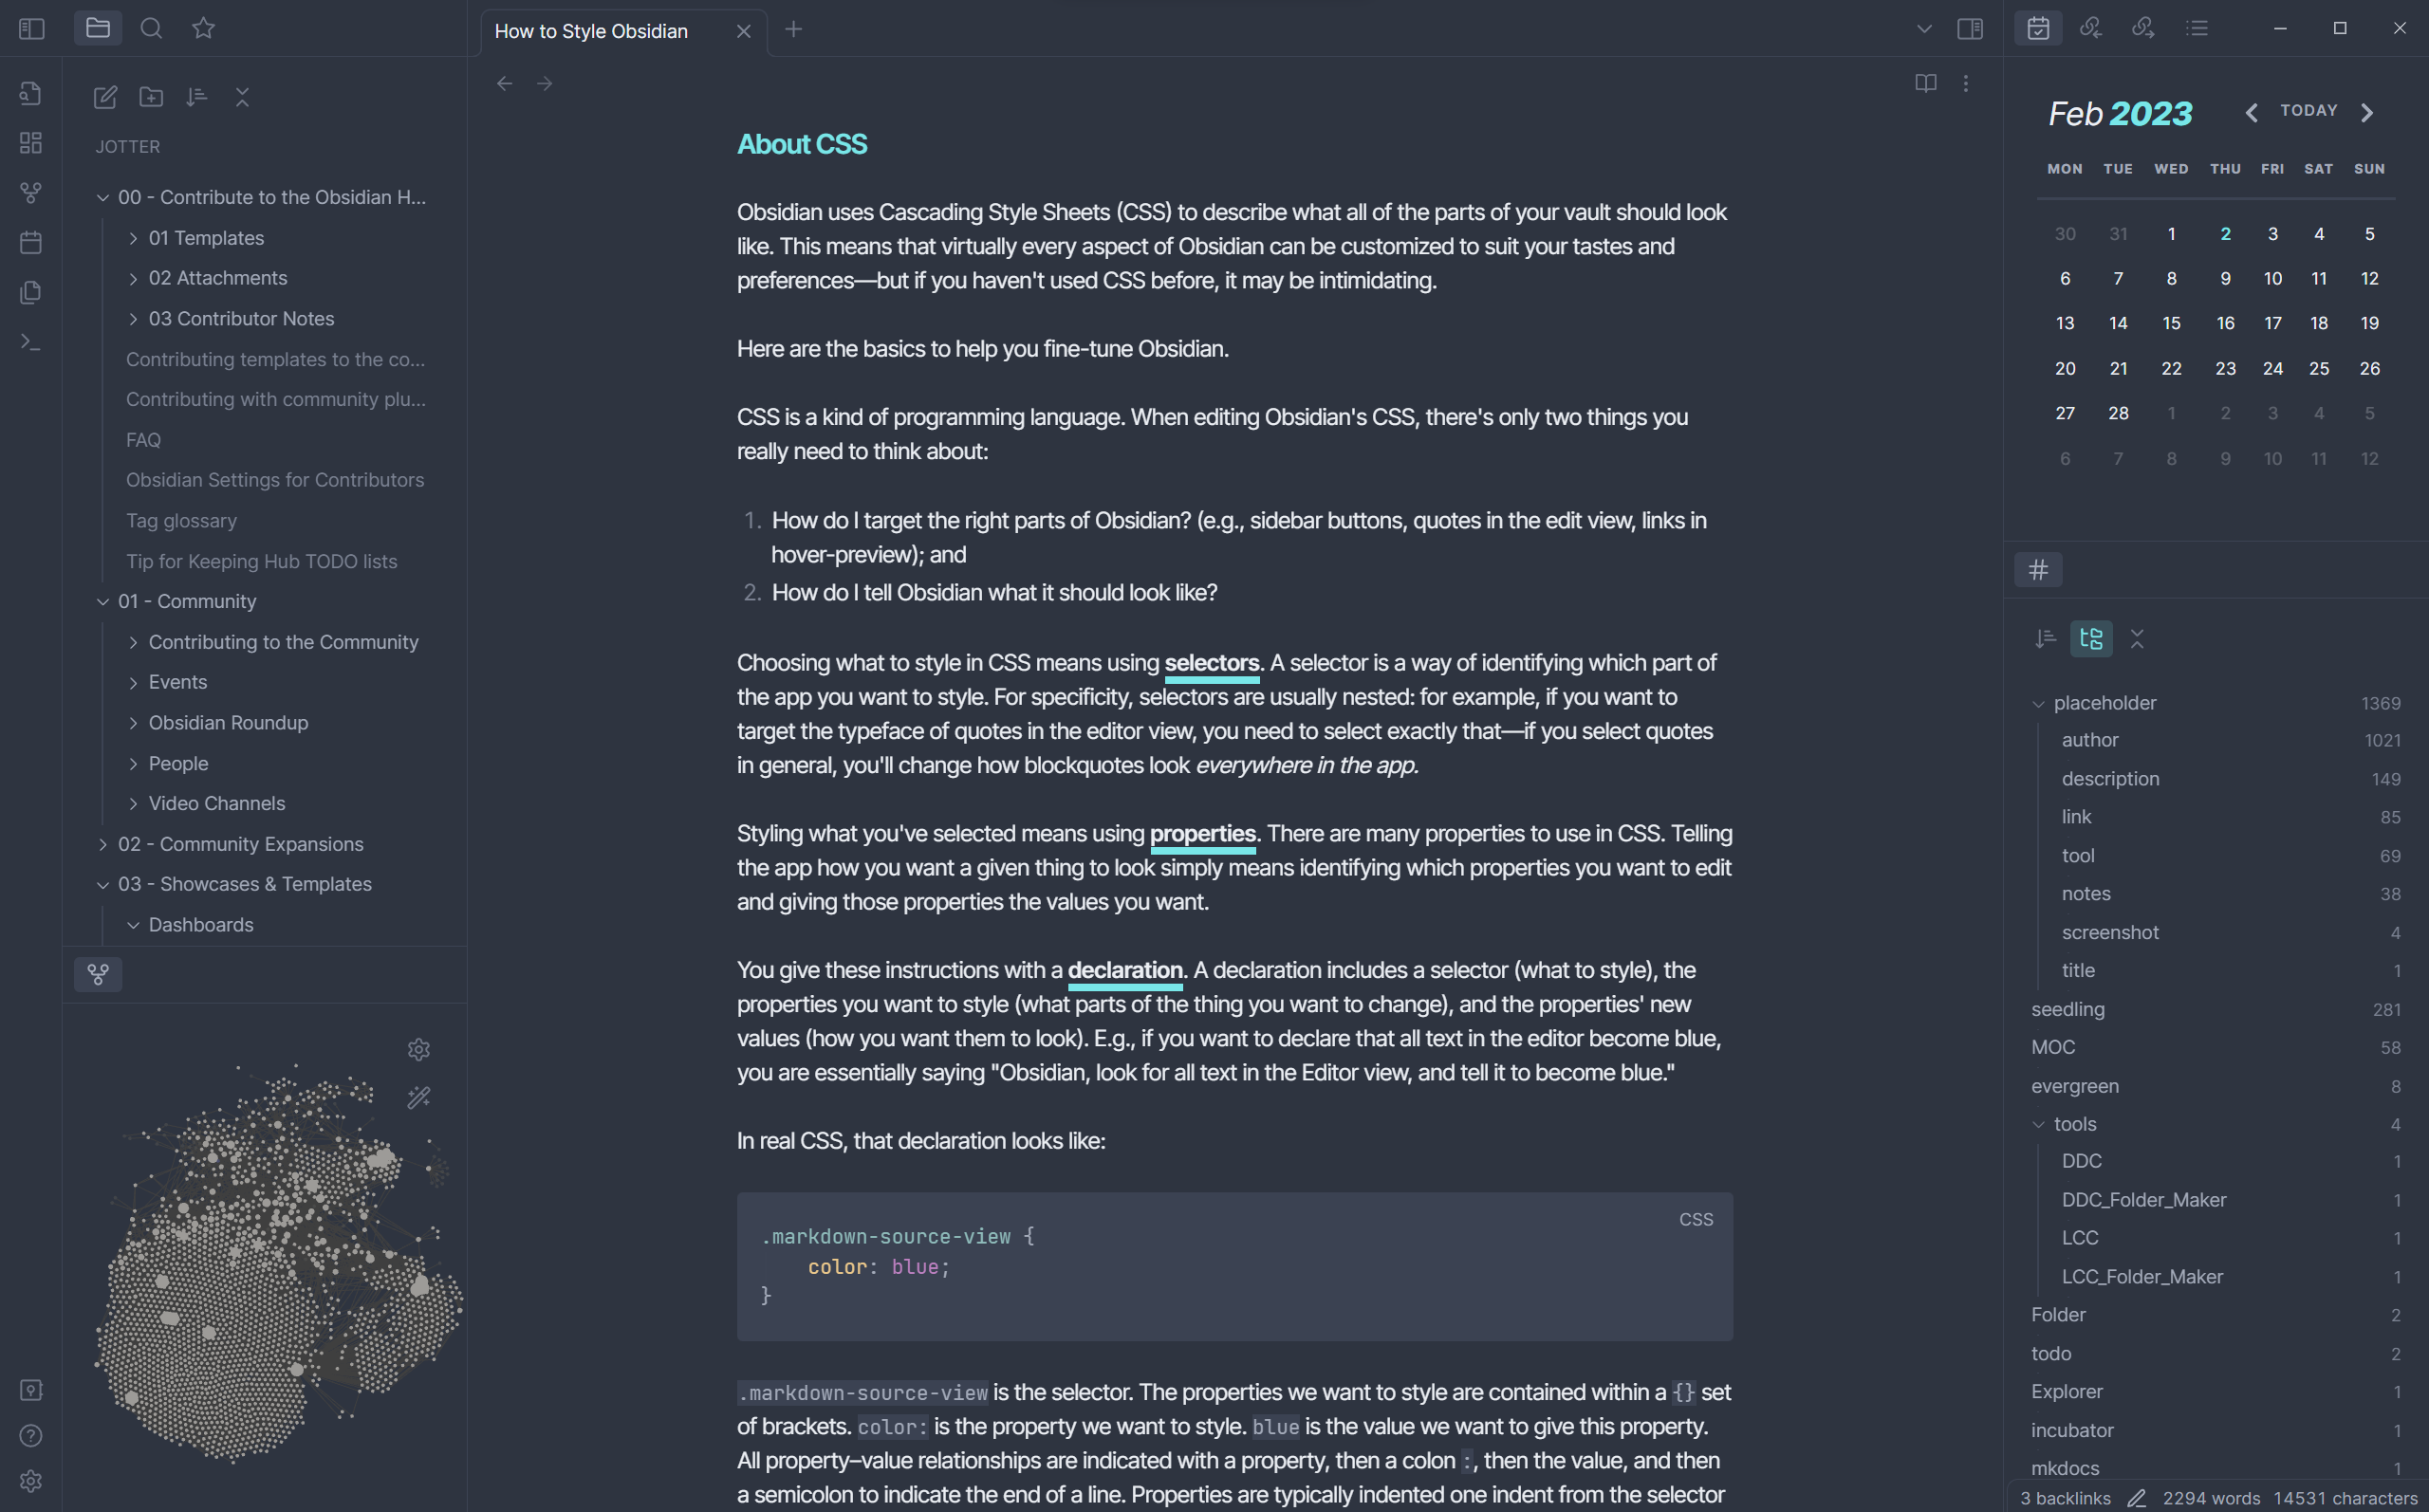 How to Style Obsidian
JOTTER
00 - Contribute to the Obsidian H...
01 Templates
02 Attachments
03 Contributor Notes
Contributing templates to the co...
Contributing with community plu...
FAQ
Obsidian Settings for Contributors
Tag glossary
Tip for Keeping Hub TODO lists
01 - Community
Contributing to the Community
Events
Obsidian Roundup
People
Video Channels
02 - Community Expansions
03 - Showcases & Templates
Dashboards
About CSS
Obsidian uses Cascading Style Sheets (CSS) to describe what all of the parts of your vault should look
like. This means that virtually every aspect of Obsidian can be customized to suit your tastes and
preferences—but if you haven't used CSS before, it may be intimidating.
Here are the basics to help you fine-tune Obsidian.
CSS is a kind of programming language. When editing Obsidian's CSS, there's only two things you
really need to think about:
1. How do I target the right parts of Obsidian? (e.g., sidebar buttons, quotes in the edit view, links in
hover-preview); and
2. How do I tell Obsidian what it should look like?
Choosing what to style in CSS means using selectors. A selector is a way of identifying which part of
the app you want to style. For specificity, selectors are usually nested: for example, if you want to
target the typeface of quotes in the editor view, you need to select exactly that—if you select quotes
in general, you'll change how blockquotes look everywhere in the app.
Styling what you've selected means using properties. There are many properties to use in CSS. Telling
the app how you want a given thing to look simply means identifying which properties you want to edit
and giving those properties the values you want.
You give these instructions with a declaration. A declaration includes a selector (what to style), the
properties you want to style (what parts of the thing you want to change), and the properties' new
values (how you want them to look). E.g., if you want to declare that all text in the editor become blue,
you are essentially saying "Obsidian, look for all text in the Editor view, and tell it to become blue."
In real CSS, that declaration looks like:
CSS
.markdown-source-view {
color: blue;
}
.markdown-source-view is the selector. The properties we want to style are contained within a {} set
of brackets. color: is the property we want to style. blue is the value we want to give this property.
All property–value relationships are indicated with a property, then a colon :, then the value, and then
a semicolon to indicate the end of a line. Properties are typically indented one indent from the selector
Feb 2023 TODAY
MON TUE WED THU FRI SAT SUN
30 31 1 2 3 4 5
6 7 8 9 10 11 12
13 14 15 16 17 18 19
20 21 22 23 24 25 26
27 28 1 2 3 4 5
6 7 8 9 10 11 12
placeholder 1369
author 1021
description 149
link 85
tool 69
notes 38
screenshot 4
title 1
seedling 281
MOC 58
evergreen 8
tools 4
DDC 1
DDC_Folder_Maker 1
LCC 1
LCC_Folder_Maker 1
Folder 2
todo 2
Explorer 1
incubator 1
mkdocs 1
3 backlinks 2294 words 14531 characters